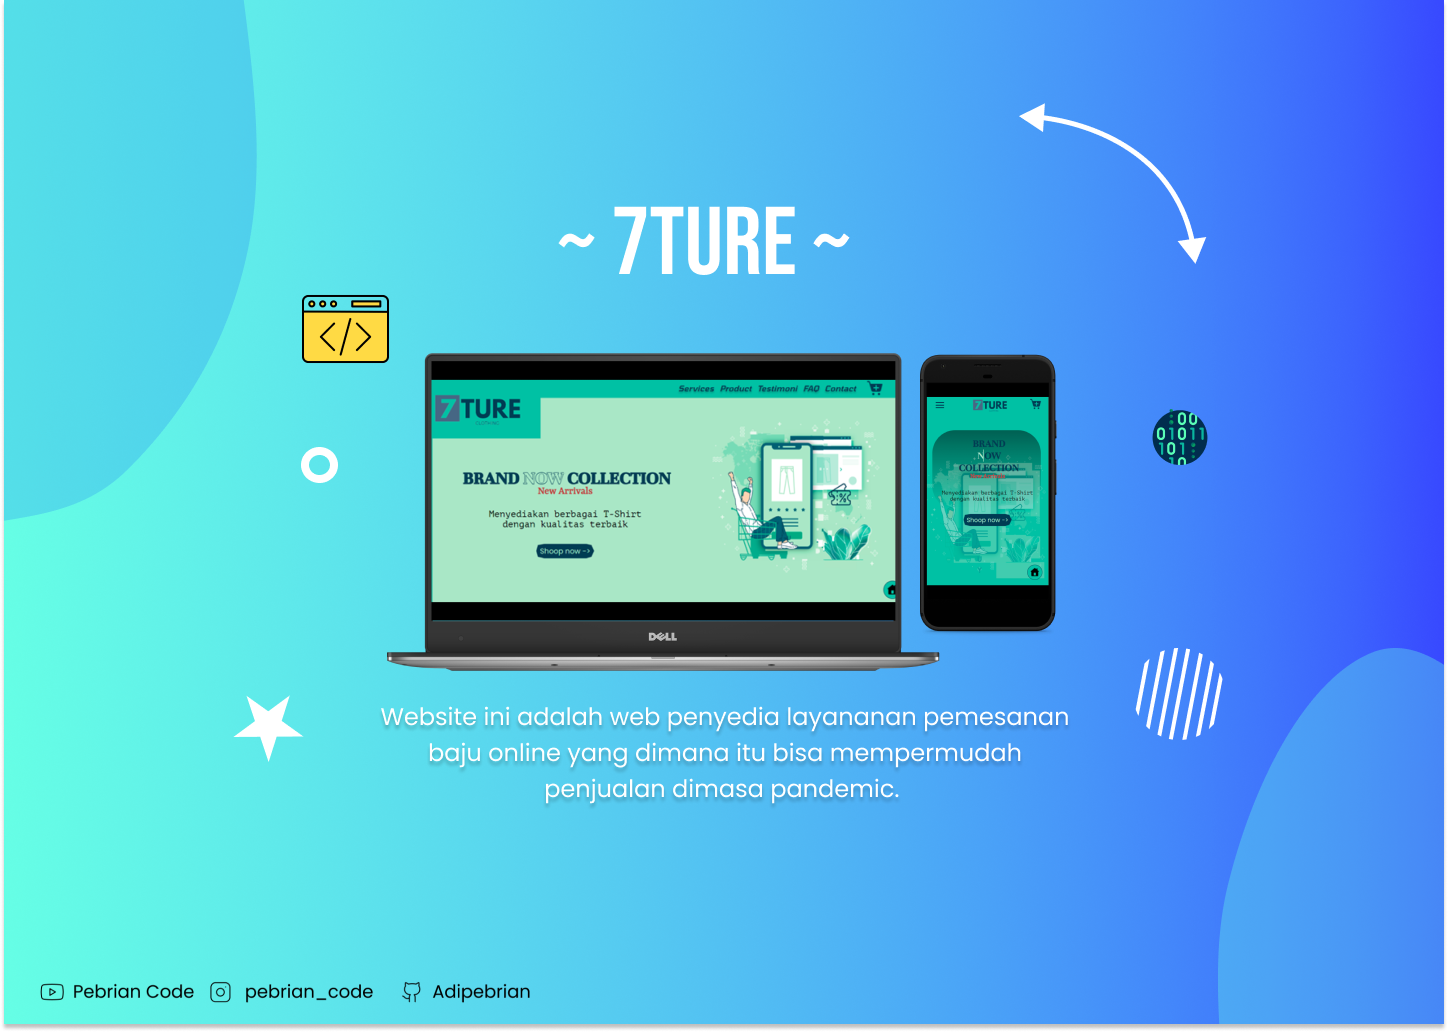 ~ 7TURE ~
Services Product Testimoni FAQ Contact
7TURE
BRAND NOW COLLECTION
New Arrivals
Menyediakan berbagai T-Shirt
dengan kualitas terbaik
Shoop now ->
DELL
7TURE
BRAND
NOW
COLLECTION
Menyediakan berbagai T-Shirt
dengan kualitas terbaik
Shoop now ->
00
01011
101
10
Website ini adalah web penyedia layananan pemesanan
baju online yang dimana itu bisa mempermudah
penjualan dimasa pandemic.
Pebrian Code pebrian_code Adipebrian